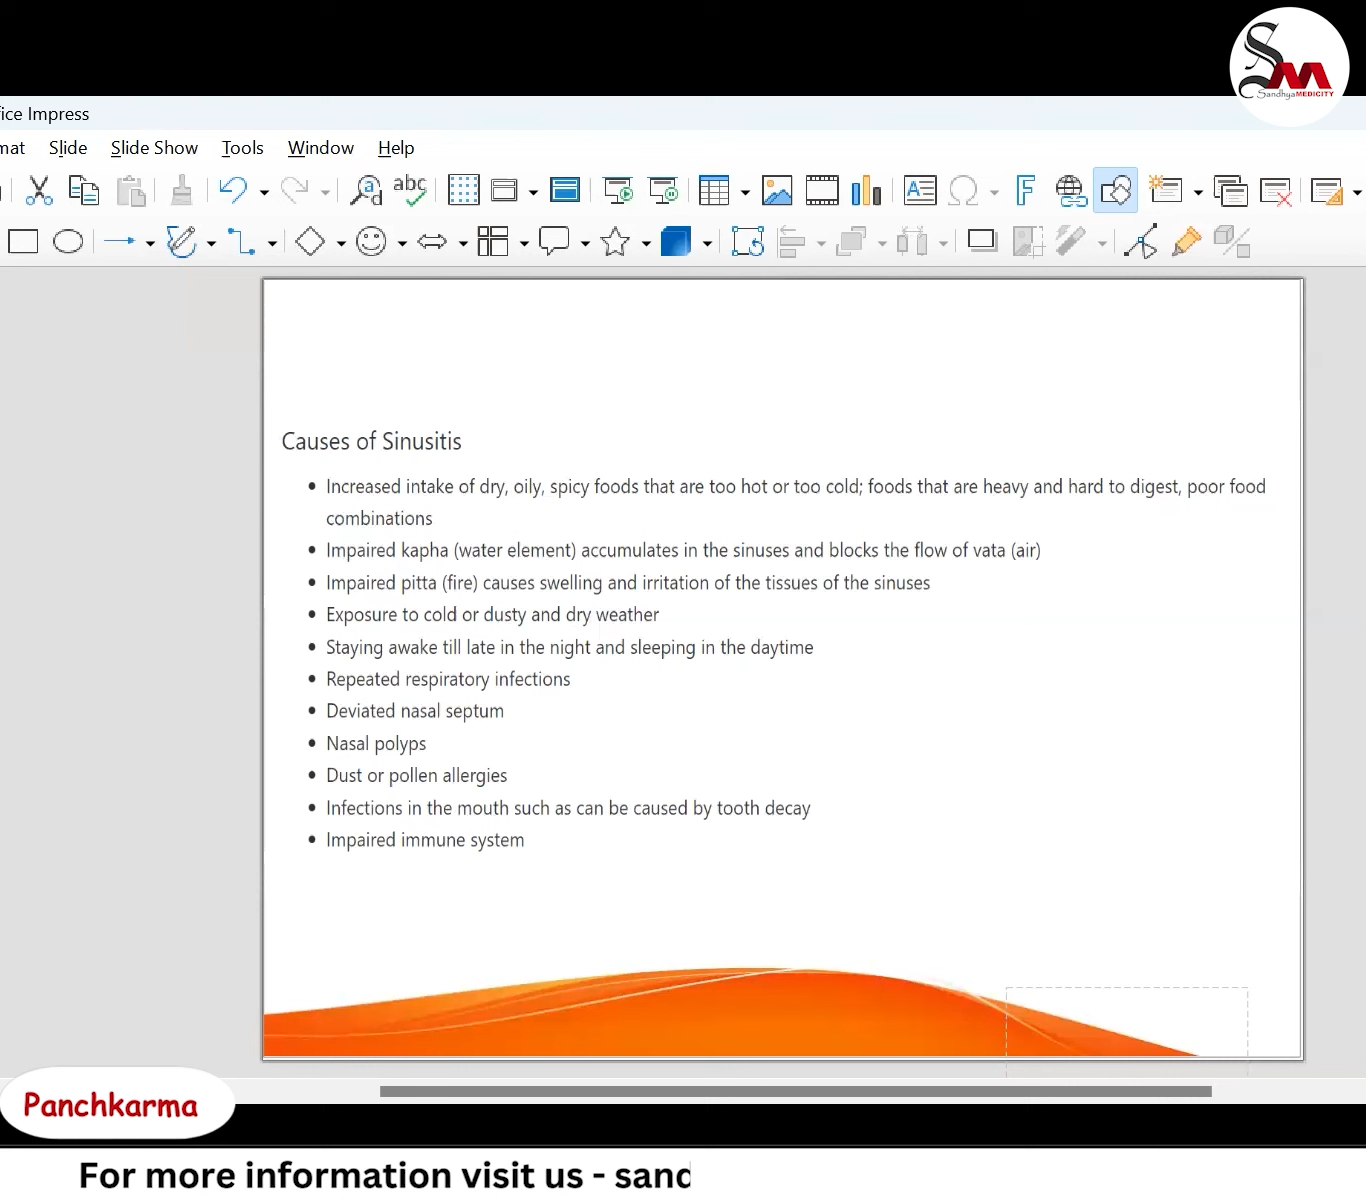 SM
Sandhya MEDICITY
ice Impress
mat Slide Slide Show Tools Window Help
abc
Causes of Sinusitis
• Increased intake of dry, oily, spicy foods that are too hot or too cold; foods that are heavy and hard to digest, poor food
combinations
• Impaired kapha (water element) accumulates in the sinuses and blocks the flow of vata (air)
• Impaired pitta (fire) causes swelling and irritation of the tissues of the sinuses
• Exposure to cold or dusty and dry weather
• Staying awake till late in the night and sleeping in the daytime
• Repeated respiratory infections
• Deviated nasal septum
• Nasal polyps
• Dust or pollen allergies
• Infections in the mouth such as can be caused by tooth decay
• Impaired immune system
Panchkarma
For more information visit us - sand